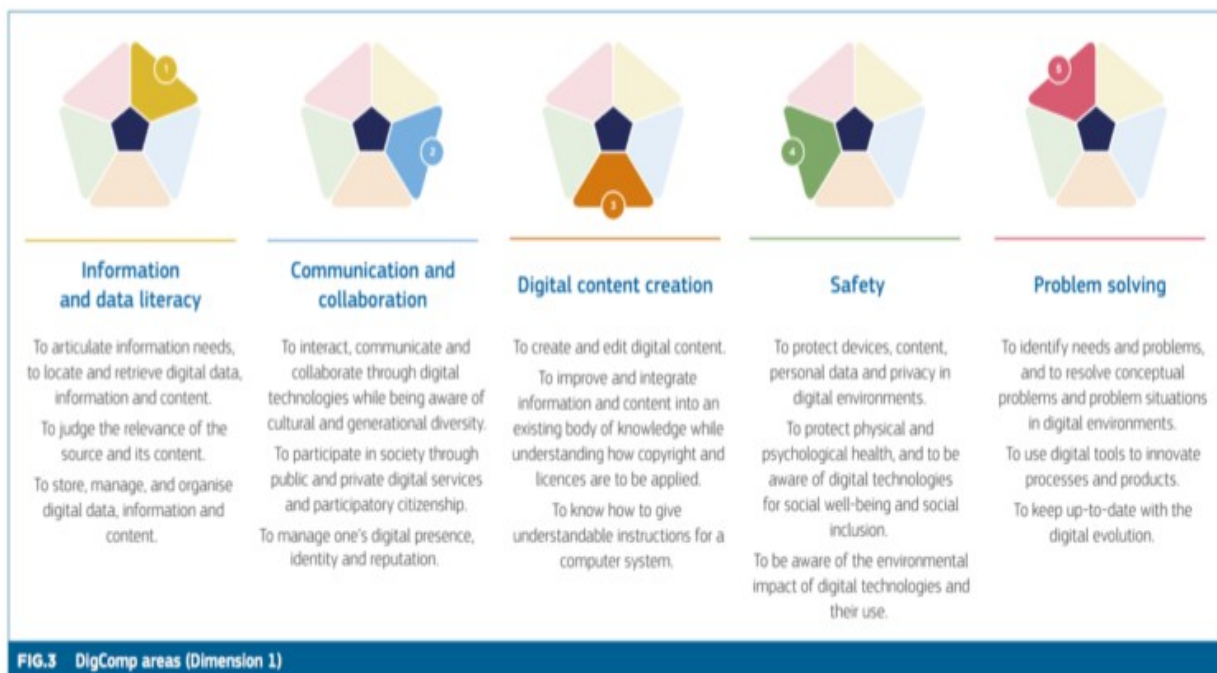 1
2
3
4
5
Information
and data literacy
To articulate information needs,
to locate and retrieve digital data,
information and content.
To judge the relevance of the
source and its content.
To store, manage, and organise
digital data, information and
content.
Communication and
collaboration
To interact, communicate and
collaborate through digital
technologies while being aware of
cultural and generational diversity.
To participate in society through
public and private digital services
and participatory citizenship.
To manage one's digital presence,
identity and reputation.
Digital content creation
To create and edit digital content.
To improve and integrate
information and content into an
existing body of knowledge while
understanding how copyright and
licences are to be applied.
To know how to give
understandable instructions for a
computer system.
Safety
To protect devices, content,
personal data and privacy in
digital environments.
To protect physical and
psychological health, and to be
aware of digital technologies
for social well-being and social
inclusion.
To be aware of the environmental
impact of digital technologies and
their use.
Problem solving
To identify needs and problems,
and to resolve conceptual
problems and problem situations
in digital environments.
To use digital tools to innovate
processes and products.
To keep up-to-date with the
digital evolution.
FIG.3 DigComp areas (Dimension 1)